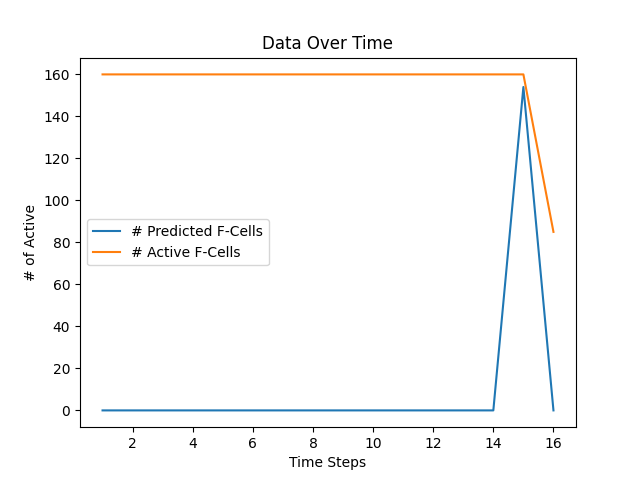 Data Over Time
# of Active
160
140
120
100
80
60
40
20
0
# Predicted F-Cells
# Active F-Cells
2 4 6 8 10 12 14 16
Time Steps